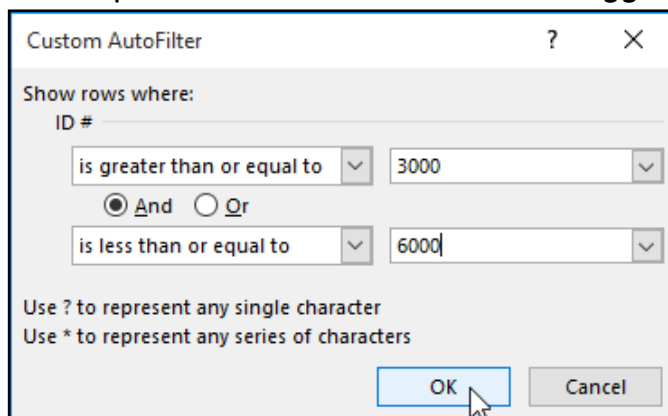 Custom AutoFilter ?
Show rows where:
ID #
is greater than or equal to 3000
And Or
is less than or equal to 6000
Use ? to represent any single character
Use * to represent any series of characters
OK Cancel